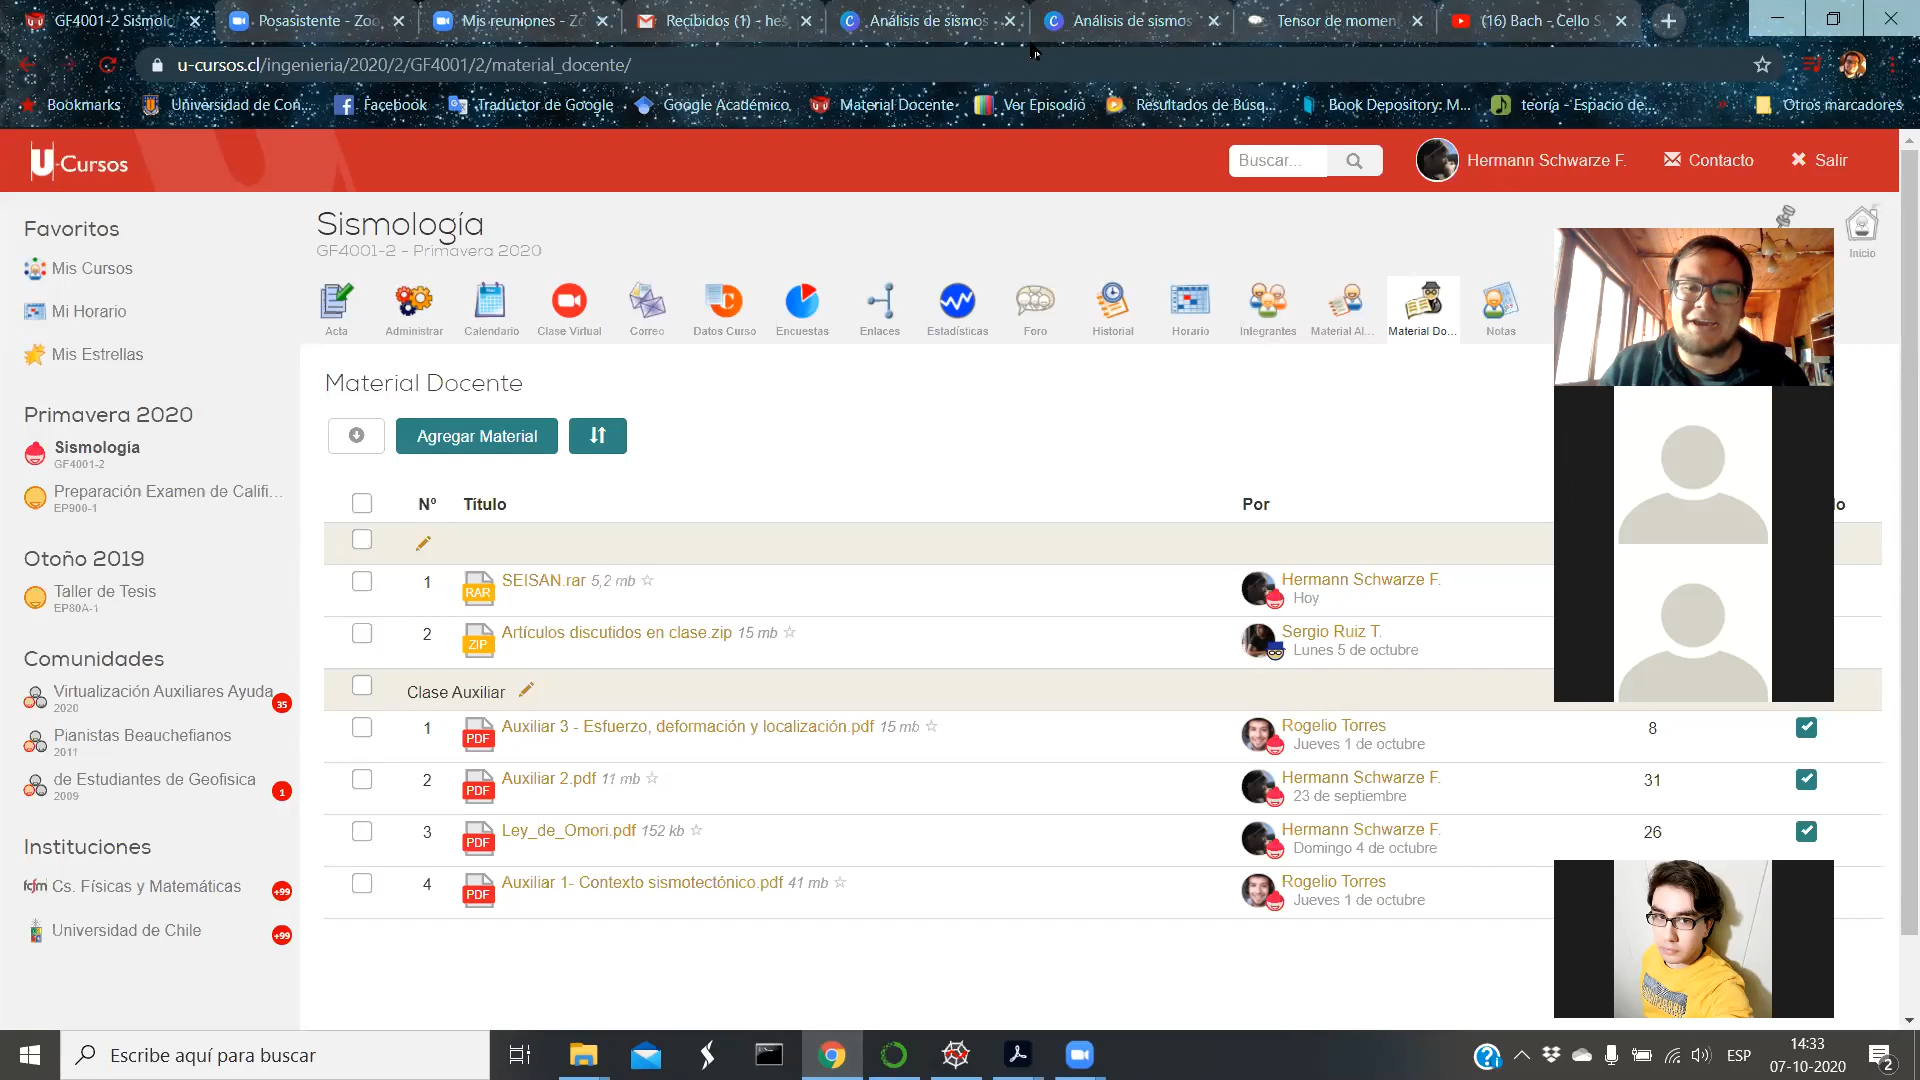 GF4001-2 Sismolo
Posasistente - Zoo
Mis reuniones - Zo
Recibidos (1) - hes
Análisis de sismos
Análisis de sismos
Tensor de momen
(16) Bach - Cello S
u-cursos.cl/ingenieria/2020/2/GF4001/2/material_docente/
Bookmarks
Universidad de Con...
Facebook
Traductor de Google
Google Académico
Material Docente
Ver Episodio
Resultados de Búsq...
Book Depository: M...
teoría - Espacio de...
Otros marcadores
U-Cursos
Buscar...
Hermann Schwarze F.
Contacto
Salir
Favoritos
Mis Cursos
Mi Horario
Mis Estrellas
Primavera 2020
Sismología
GF4001-2
Preparación Examen de Califi...
EP900-1
Otoño 2019
Taller de Tesis
EP80A-1
Comunidades
Virtualización Auxiliares Ayuda
2020
35
Pianistas Beauchefianos
2011
de Estudiantes de Geofisica
2009
1
Instituciones
fcfm Cs. Físicas y Matemáticas
+99
Universidad de Chile
+99
Sismología
GF4001-2 - Primavera 2020
Inicio
Acta
Administrar
Calendario
Clase Virtual
Correo
Datos Curso
Encuestas
Enlaces
Estadísticas
Foro
Historial
Horario
Integrantes
Material Al...
Material Do...
Notas
Material Docente
Agregar Material
Nº
Título
Por
lo
1
RAR
SEISAN.rar 5,2 mb
Hermann Schwarze F.
Hoy
2
ZIP
Artículos discutidos en clase.zip 15 mb
Sergio Ruiz T.
Lunes 5 de octubre
Clase Auxiliar
1
PDF
Auxiliar 3 - Esfuerzo, deformación y localización.pdf 15 mb
Rogelio Torres
Jueves 1 de octubre
8
2
PDF
Auxiliar 2.pdf 11 mb
Hermann Schwarze F.
23 de septiembre
31
3
PDF
Ley_de_Omori.pdf 152 kb
Hermann Schwarze F.
Domingo 4 de octubre
26
4
PDF
Auxiliar 1- Contexto sismotectónico.pdf 41 mb
Rogelio Torres
Jueves 1 de octubre
Escribe aquí para buscar
ESP
14:33
07-10-2020
2